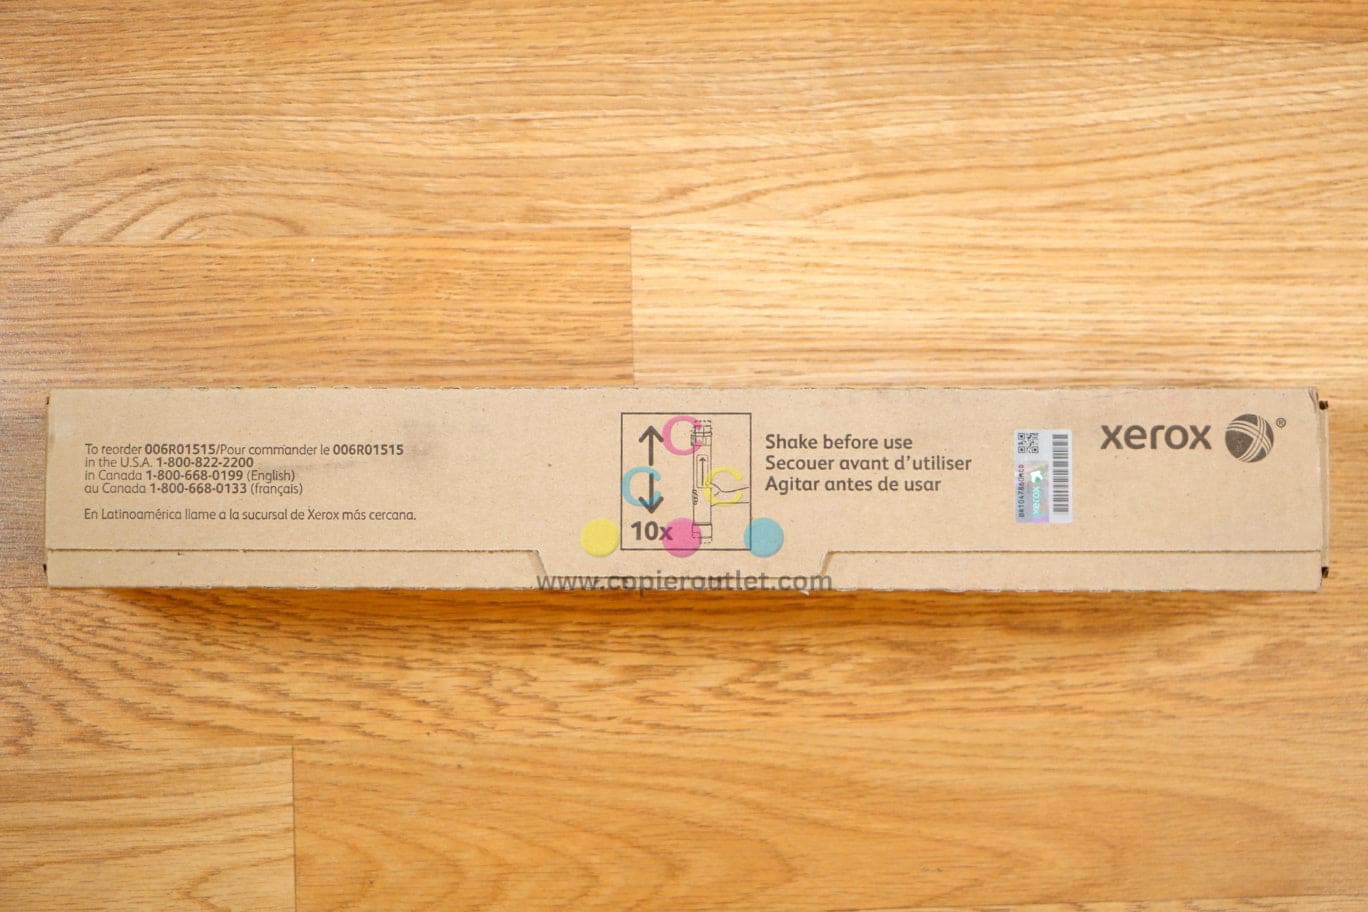 To reorder 006R01515/Pour commander le 006R01515
in the U.S.A. 1-800-822-2200
in Canada 1-800-668-0199 (English)
au Canada 1-800-668-0133 (français)
En Latinoamérica llame a la sucursal de Xerox más cercana.
C
C C
10x
Shake before use
Secouer avant d'utiliser
Agitar antes de usar
xerox
xerox ®
www.copieroutlet.com